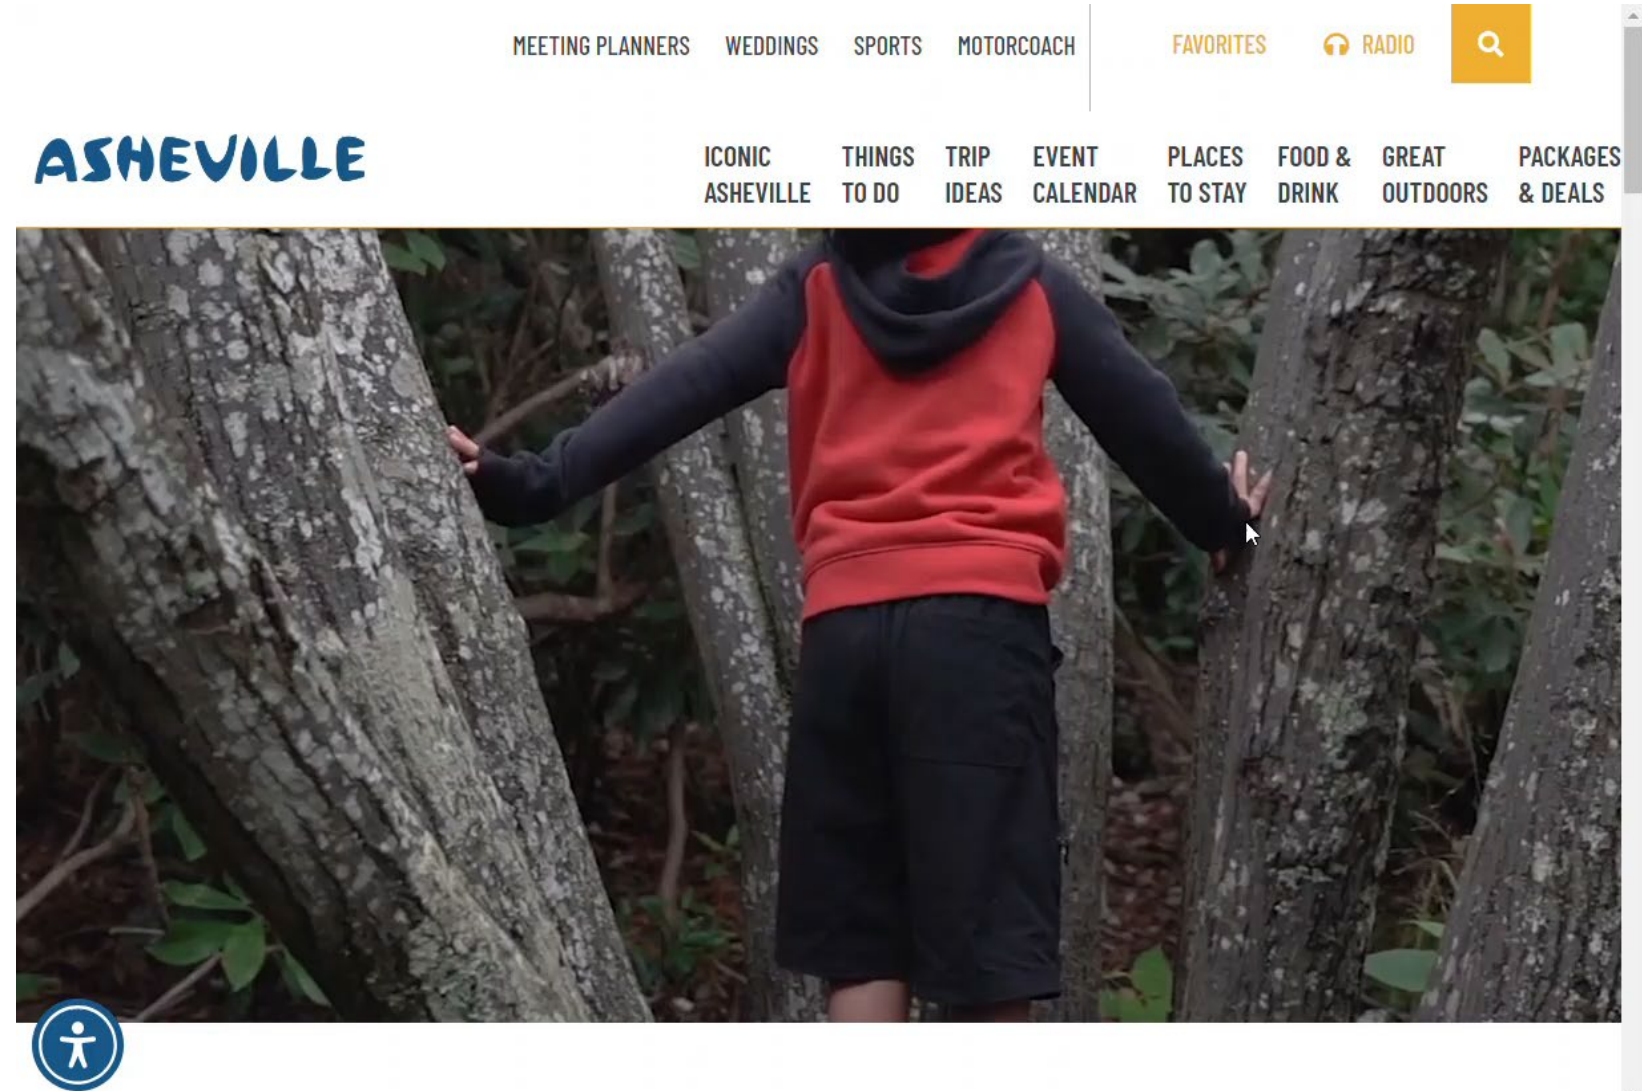 MEETING PLANNERS WEDDINGS SPORTS MOTORCOACH FAVORITES RADIO
ASHEVILLE
ICONIC ASHEVILLE
THINGS TO DO
TRIP IDEAS
EVENT CALENDAR
PLACES TO STAY
FOOD & DRINK
GREAT OUTDOORS
PACKAGES & DEALS